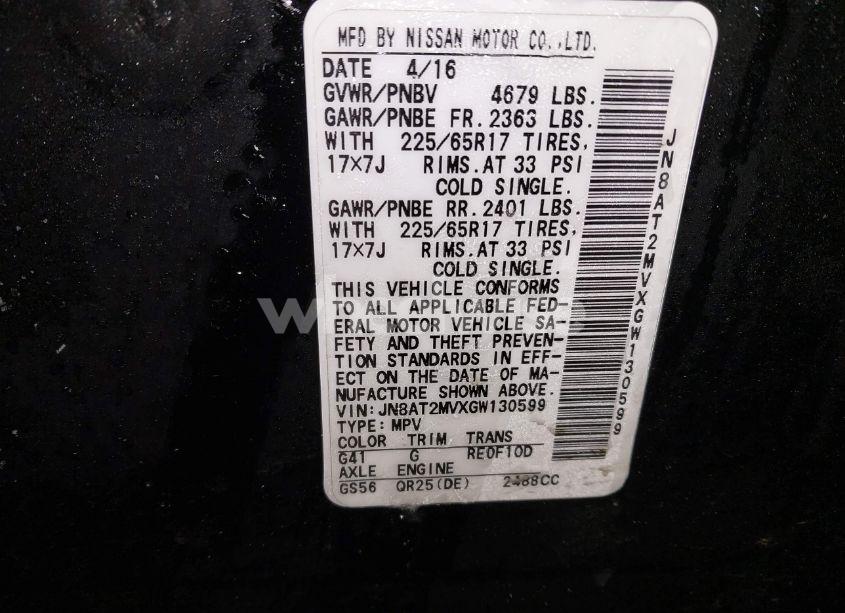 MFD BY NISSAN MOTOR CO.,LTD.
DATE 4/16
GVWR/PNBV 4679 LBS.
GAWR/PNBE FR. 2363 LBS.
WITH 225/65R17 TIRES,
17×7J RIMS. AT 33 PSI
COLD SINGLE.
GAWR/PNBE RR. 2401 LBS.
WITH 225/65R17 TIRES,
17×7J RIMS. AT 33 PSI
COLD SINGLE.
THIS VEHICLE CONFORMS
TO ALL APPLICABLE FED-
ERAL MOTOR VEHICLE SA-
FETY AND THEFT PREVEN-
TION STANDARDS IN EFF-
ECT ON THE DATE OF MA-
NUFACTURE SHOWN ABOVE.
VIN: JN8AT2MVXGW130599
TYPE: MPV
COLOR TRIM TRANS
G41 G RE0F10D
AXLE ENGINE
GS56 QR25(DE) 2488CC
JN8AT2MVXGW130599